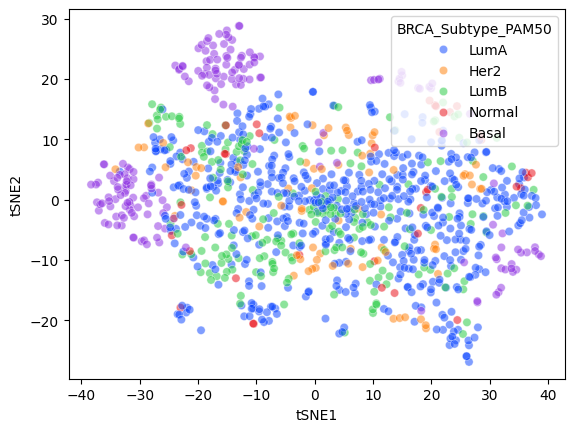 BRCA_Subtype_PAM50
LumA
Her2
LumB
Normal
Basal
30
20
10
0
−10
−20
tSNE2
−40
−30
−20
−10
0
10
20
30
40
tSNE1